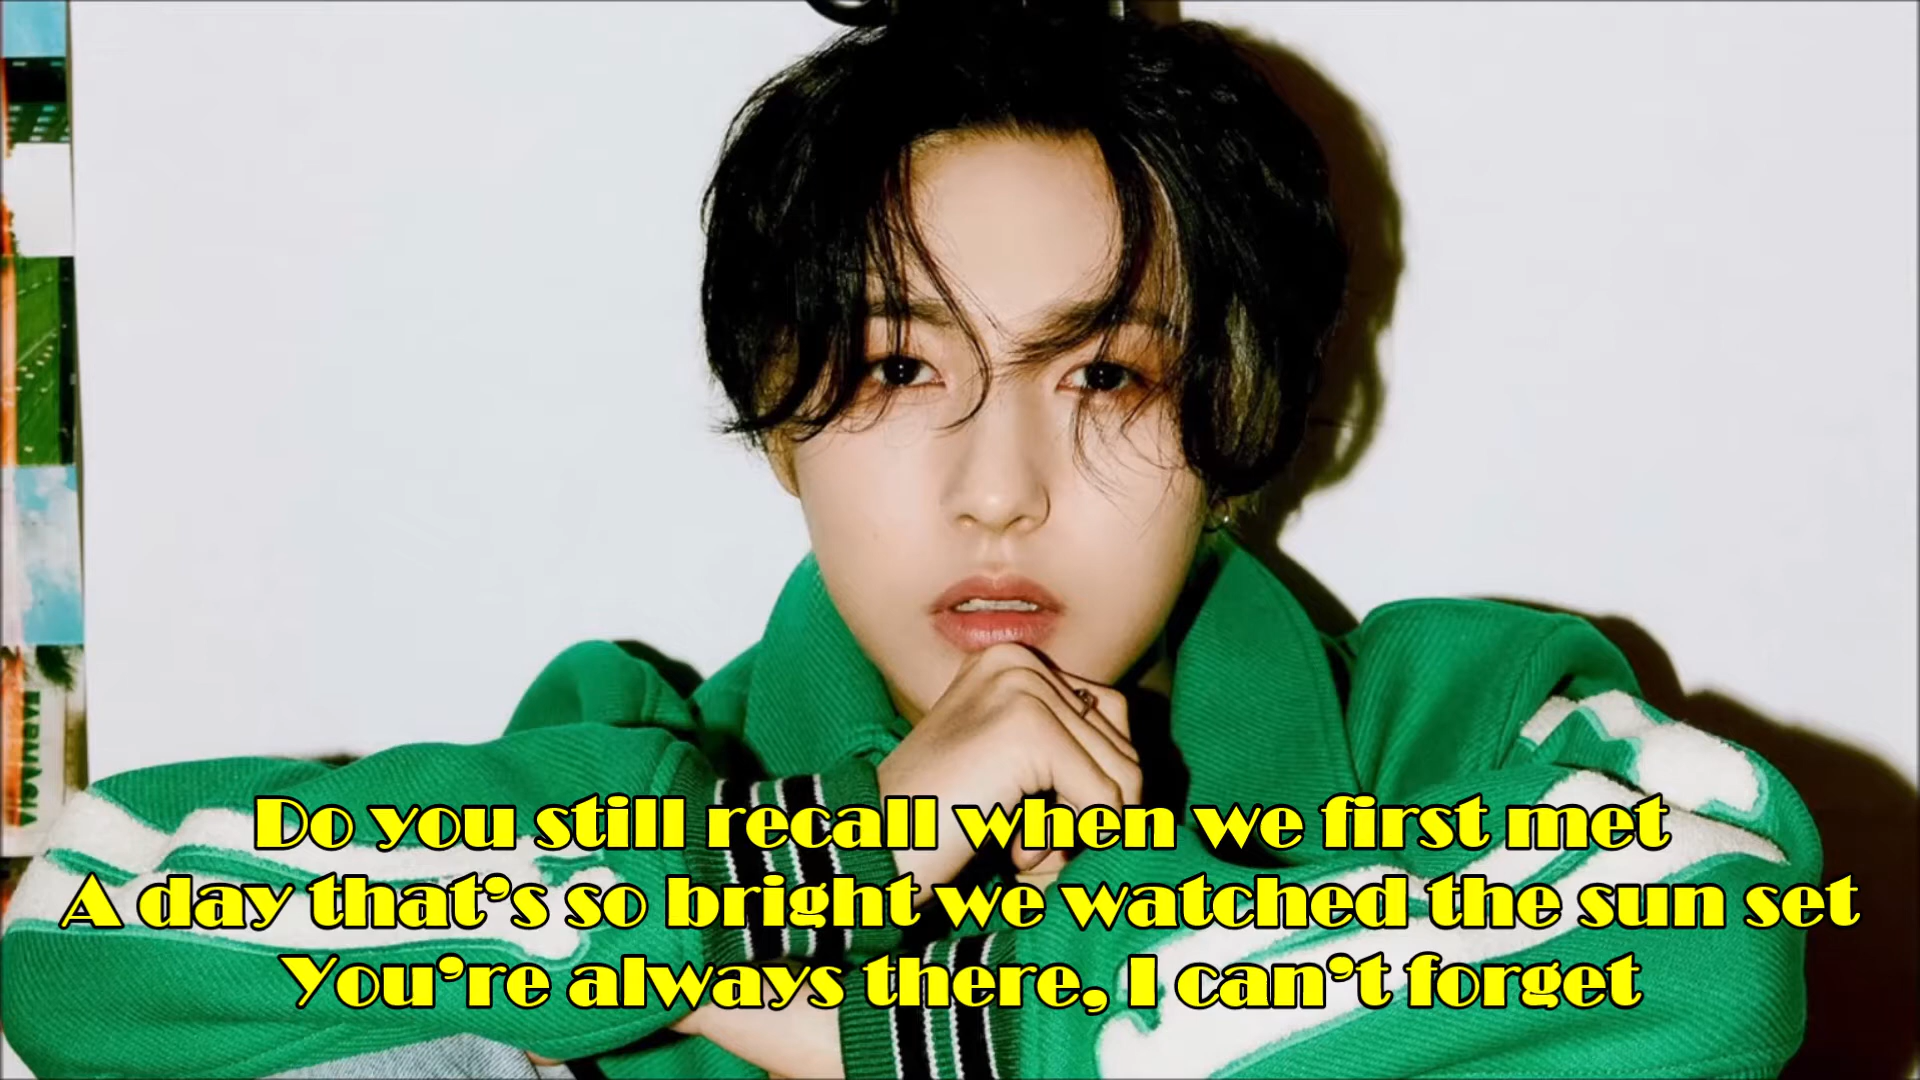 Do you still recall when we first met
A day that's so bright we watched the sun set
You're always there, I can't forget